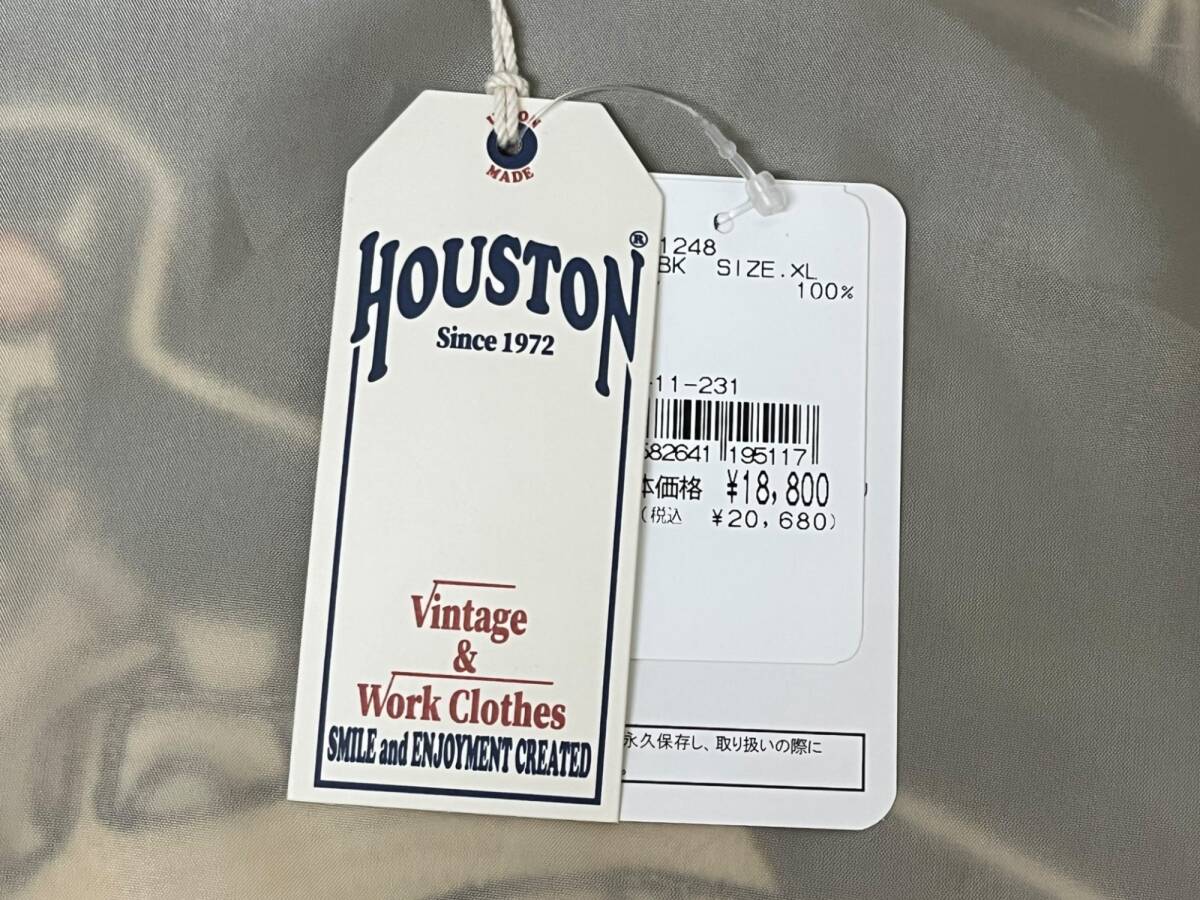 MADE
HOUSTON®
Since 1972
Vintage
&
Work Clothes
SMILE and ENJOYMENT CREATED
1248
BK SIZE.XL
100%
-11-231
582641 195117
本価格 ¥18,800
(税込 ¥20,680)
永久保存し、取り扱いの際に